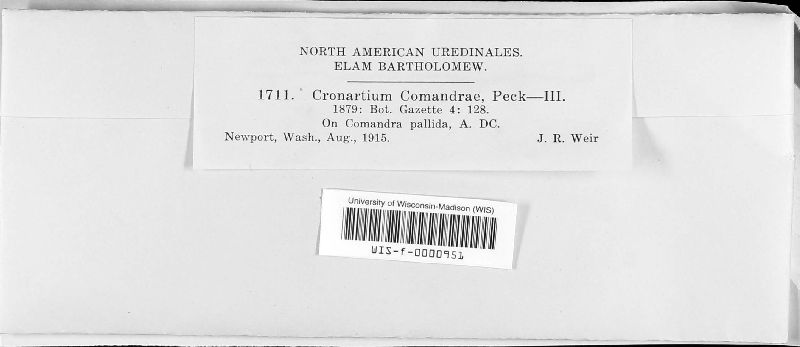 NORTH AMERICAN UREDINALES.
ELAM BARTHOLOMEW.
1711. Cronartium Comandrae, Peck—III.
1879: Bot. Gazette 4: 128.
On Comandra pallida, A. DC.
Newport, Wash., Aug., 1915. J. R. Weir
University of Wisconsin-Madison (WIS)
WIS-f-0000951